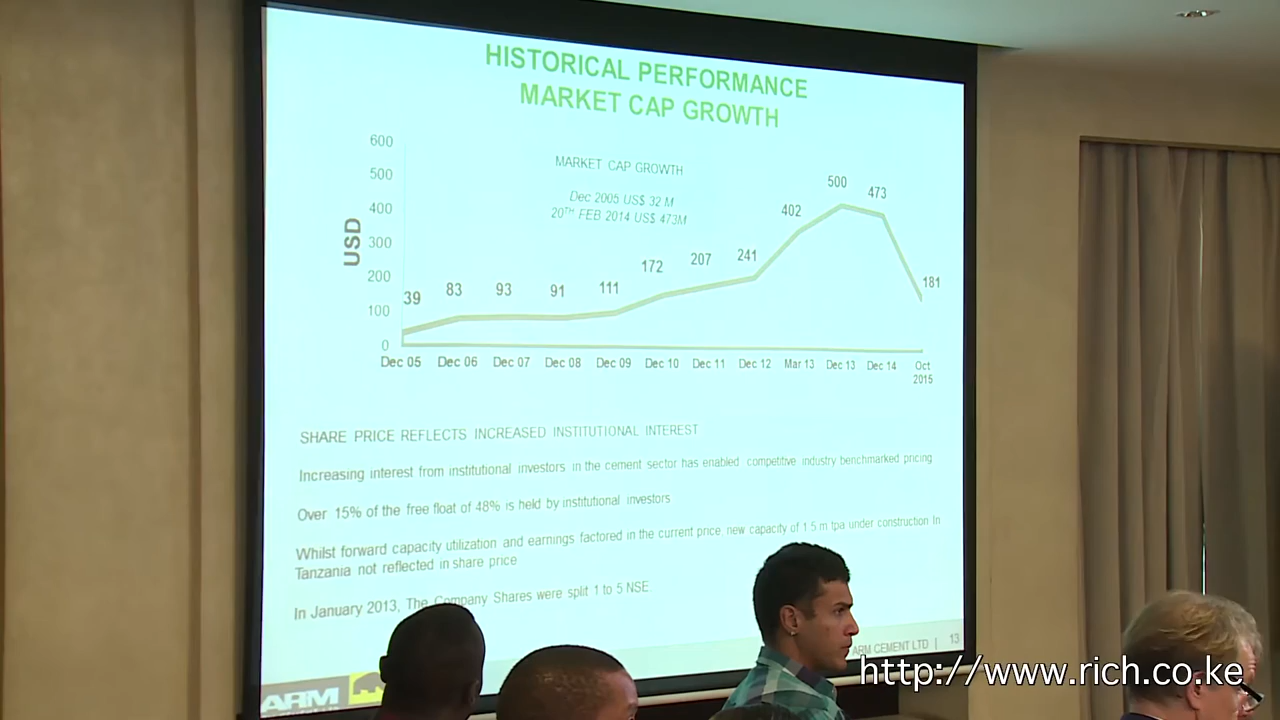 HISTORICAL PERFORMANCE
MARKET CAP GROWTH
MARKET CAP GROWTH
Dec 2005 US$ 32 M
20TH FEB 2014 US$ 473M
USD
600
500
400
300
200
100
0
39
83
93
91
111
172
207
241
402
500
473
181
Dec 05 Dec 06 Dec 07 Dec 08 Dec 09 Dec 10 Dec 11 Dec 12 Mar 13 Dec 13 Dec 14 Oct
2015
SHARE PRICE REFLECTS INCREASED INSTITUTIONAL INTEREST
Increasing interest from institutional investors in the cement sector has enabled competitive industry benchmarked pricing
Over 15% of the free float of 48% is held by institutional investors
Whilst forward capacity utilization and earnings factored in the current price new capacity of 1.5 m tpa under construction In
Tanzania not reflected in share price
In January 2013, The Company Shares were split 1 to 5 NSE.
ARM CEMENT LTD | 13
ARM
http://www.rich.co.ke